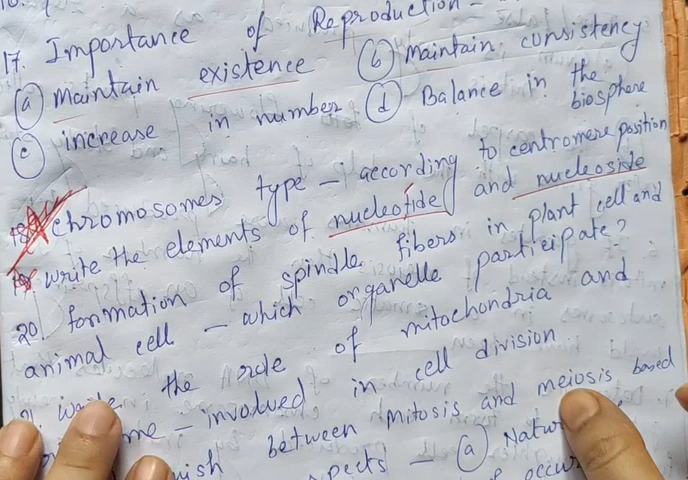 17. Importance of Reproduction -
(a) Maintain existence (b) Maintain consistency
(c) increase in number (d) Balance in the biosphere
18. chromosomes type - according to centromere position
19. write the elements of nucleotide and nucleoside
20. formation of spindle fibers in plant cell and
animal cell - which organelle participate?
the role of mitochondria and
- involved in cell division
between mitosis and meiosis based
- (a)